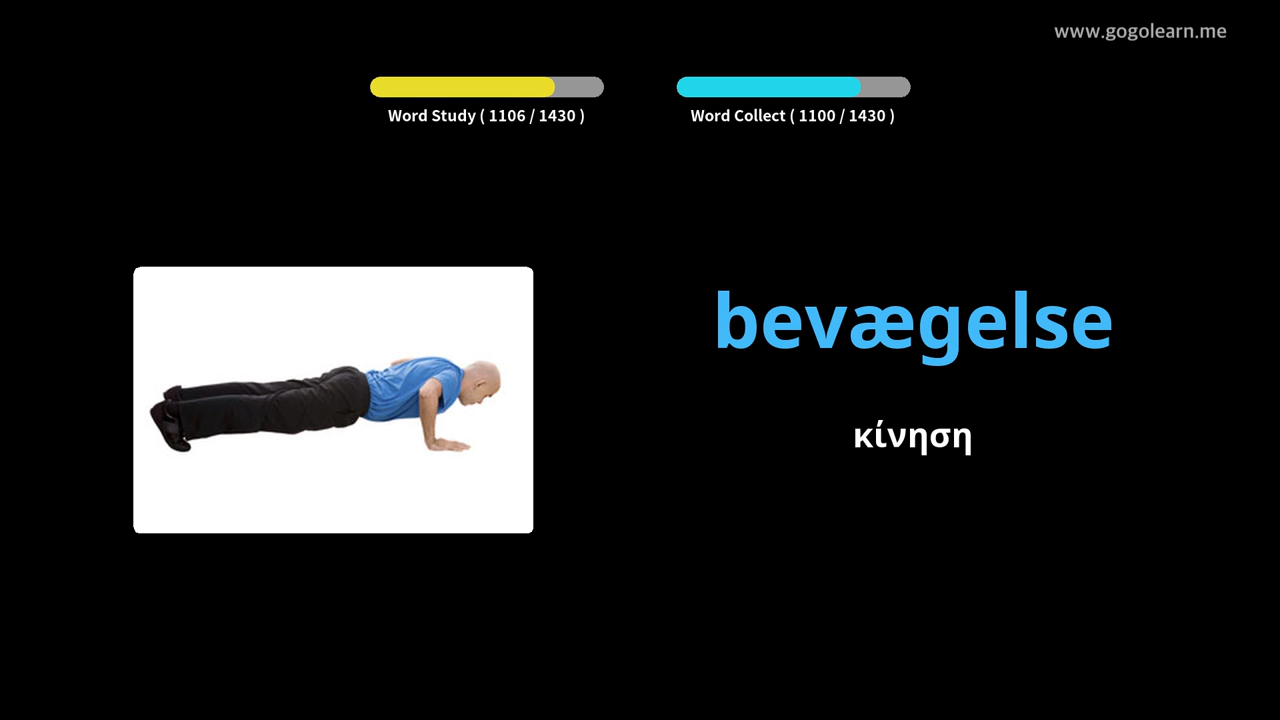 www.gogolearn.me
Word Study ( 1106 / 1430 )
Word Collect ( 1100 / 1430 )
bevægelse
κίνηση